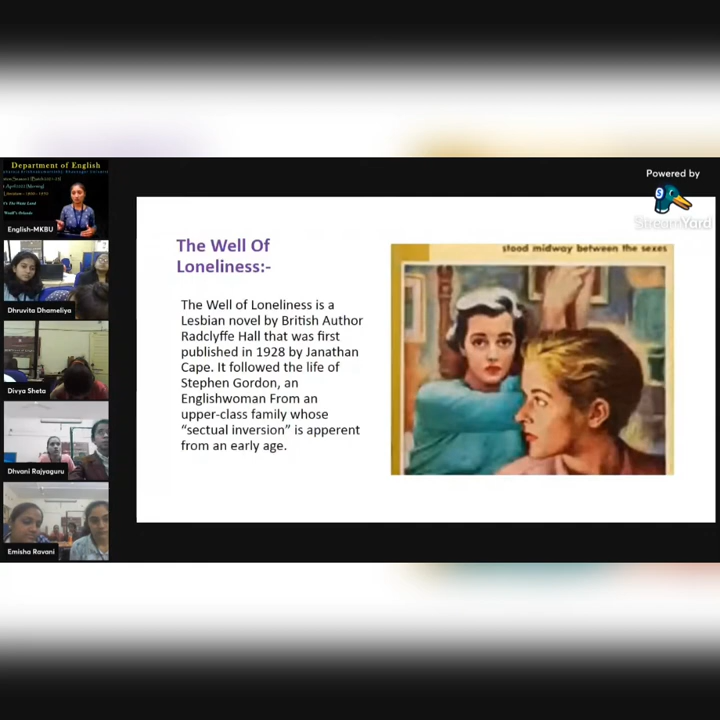 Department of English
English-MKBU
Dhruvita Dhameliya
Divya Sheta
Dhvani Rajyaguru
Emisha Ravani
Powered by
StreamYard
The Well Of
Loneliness:-
The Well of Loneliness is a
Lesbian novel by British Author
Radclyffe Hall that was first
published in 1928 by Janathan
Cape. It followed the life of
Stephen Gordon, an
Englishwoman From an
upper-class family whose
“sectual inversion” is apperent
from an early age.
stood midway between the sexes